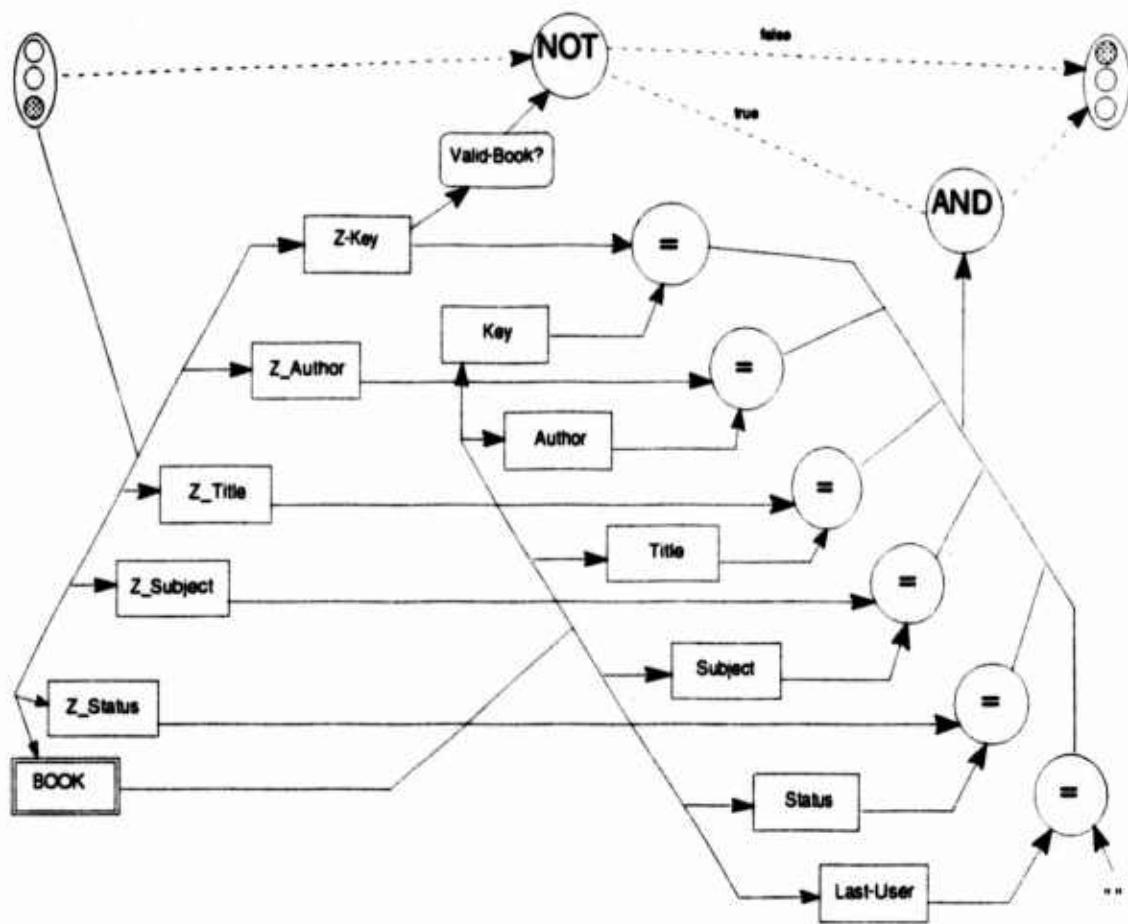 NOT
false
true
Valid-Book?
AND
Z-Key
=
Key
Z_Author
=
Author
Z_Title
=
Title
Z_Subject
=
Subject
Z_Status
=
BOOK
Status
=
Last-User
""